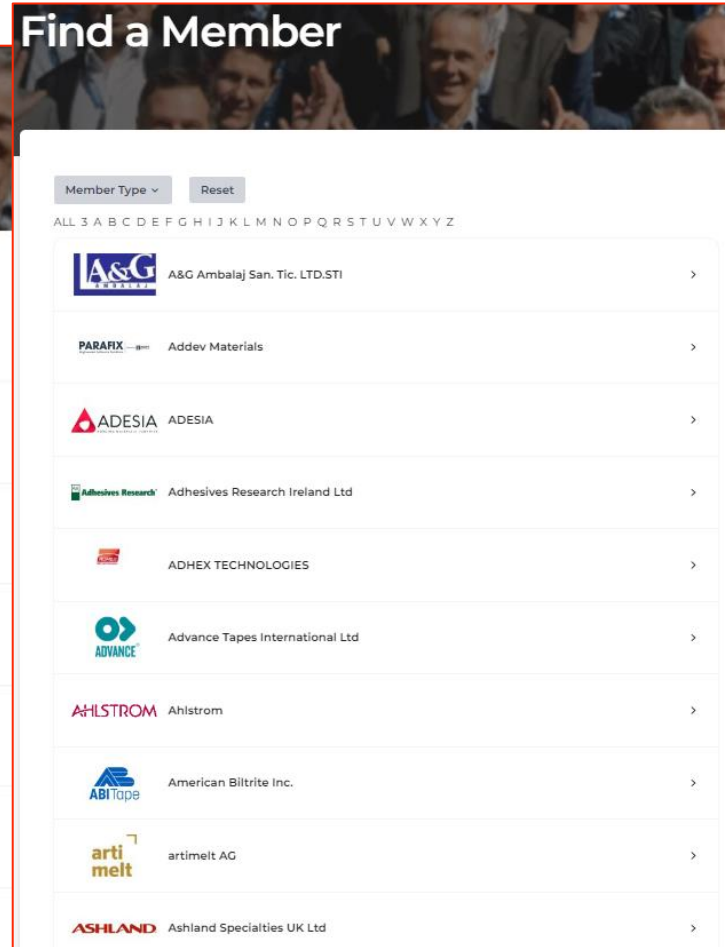 Find a Member
Member Type
Reset
ALL 3 A B C D E F G H I J K L M N O P Q R S T U V W X Y Z
A&G
AMBALAJ
A&G Ambalaj San. Tic. LTD.STI
PARAFIX
Addev Materials
ADESIA
ADESIA
Adhesives Research
Adhesives Research Ireland Ltd
ADHEX TECHNOLOGIES
ADVANCE
Advance Tapes International Ltd
AHLSTROM
Ahlstrom
ABITape
American Biltrite Inc.
arti
melt
artimelt AG
ASHLAND
Ashland Specialties UK Ltd